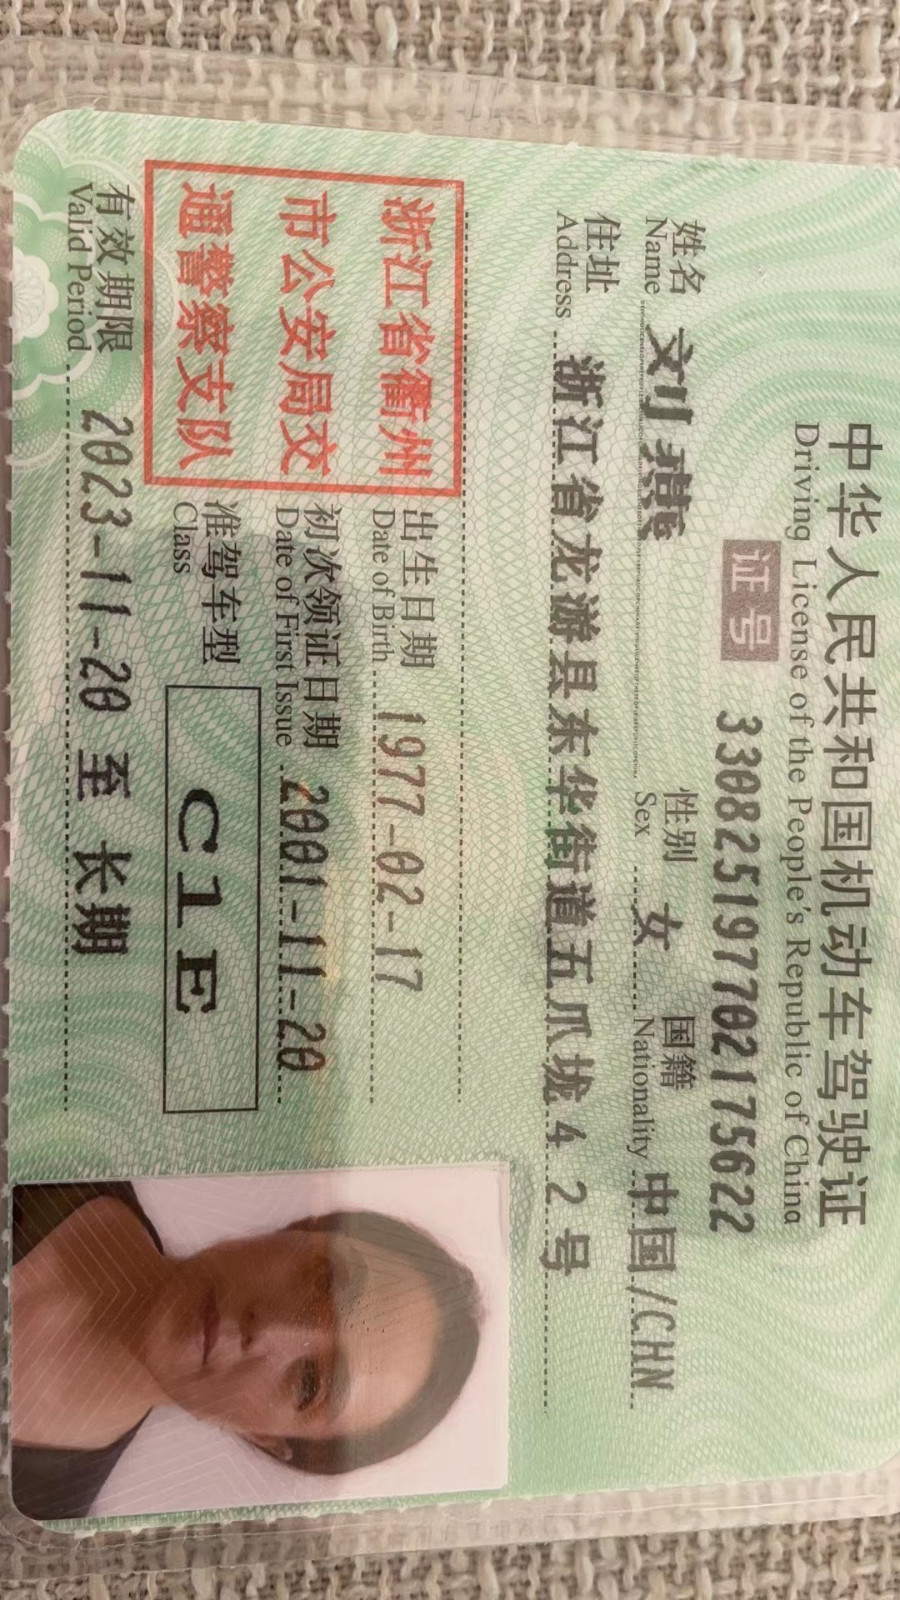 中华人民共和国机动车驾驶证
Driving License of the People's Republic of China
证号 330825197702175622
姓名 刘燕 性别 女 国籍 中国/CHN
Name Sex Nationality
住址 浙江省龙游县东华街道五爪垅42号
Address
浙江省衢州
市公安局交
通警察支队
出生日期 1977-02-17
Date of Birth
初次领证日期 2001-11-20
Date of First Issue
准驾车型 C1E
Class
有效期限 2023-11-20 至 长期
Valid Period